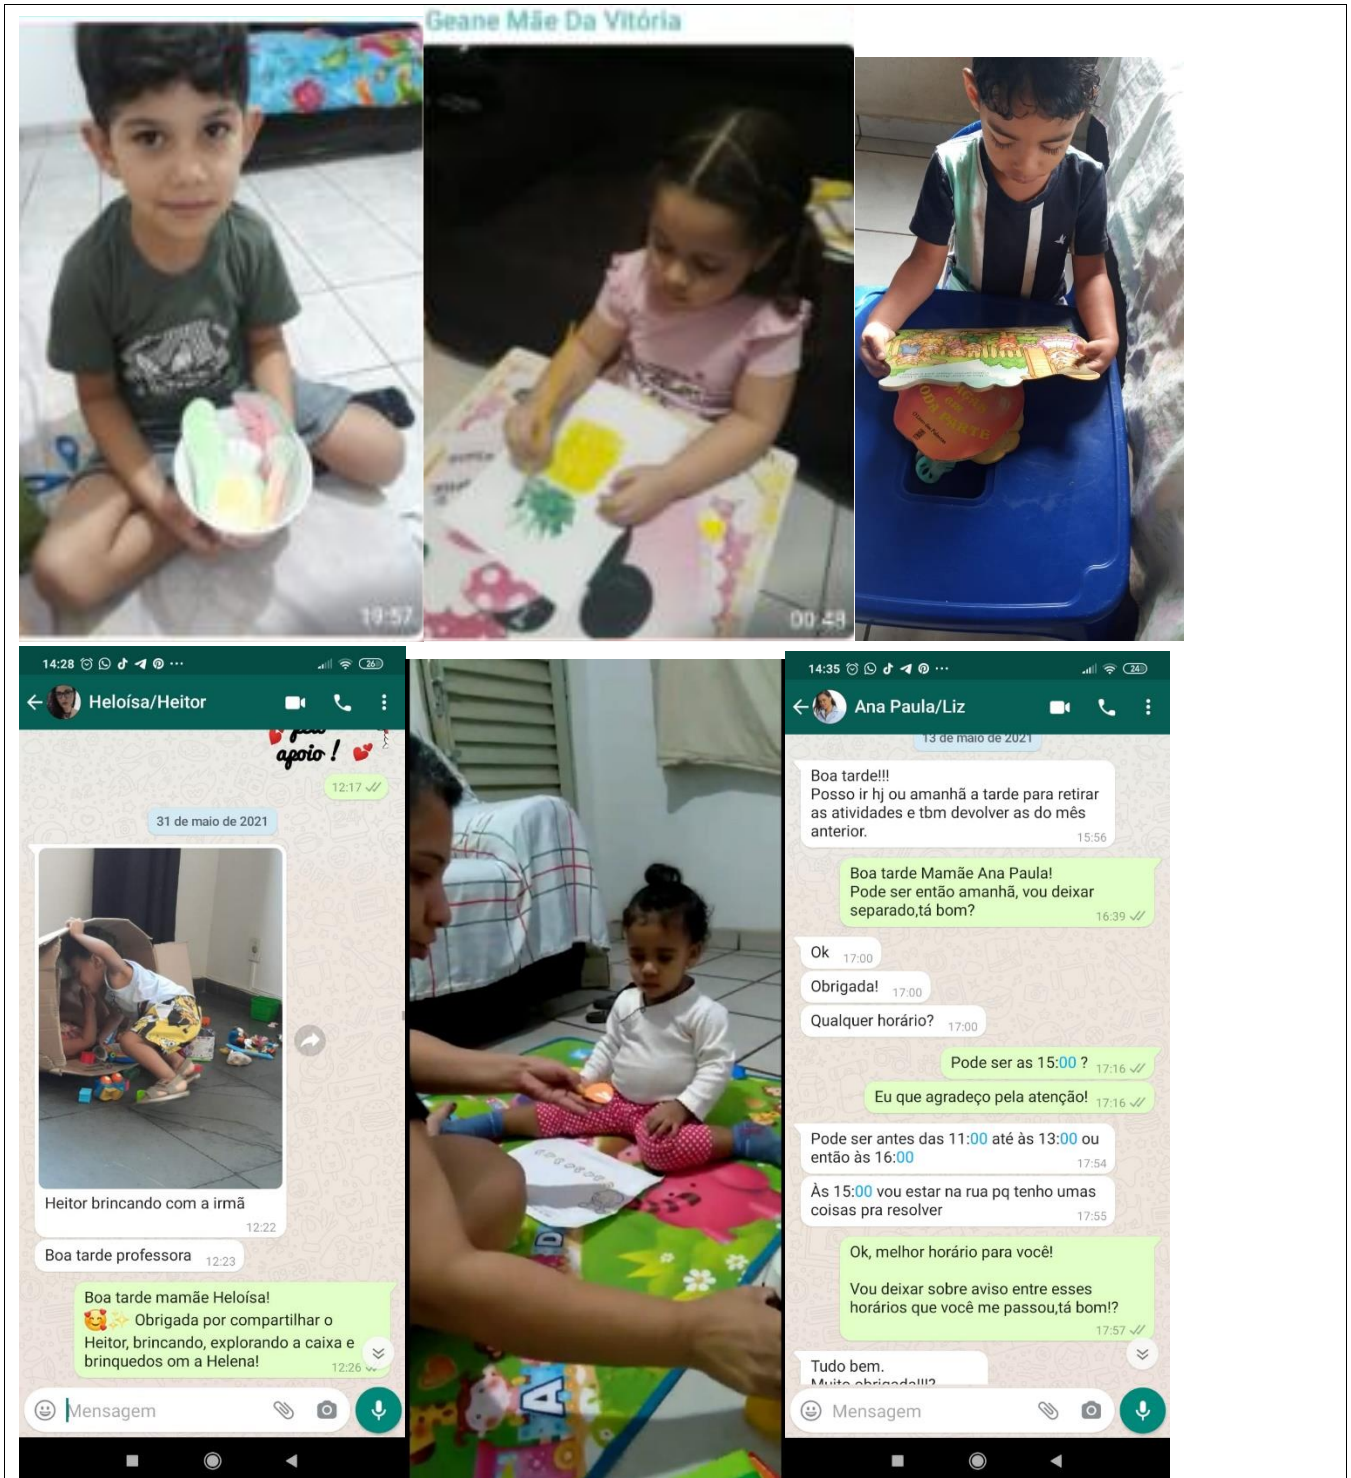 Geane Mãe Da Vitória
19:57
00:48
TODA PARTE
14:28
26
Heloísa/Heitor
pelo
apoio !
12:17
31 de maio de 2021
Heitor brincando com a irmã
12:22
Boa tarde professora 12:23
Boa tarde mamãe Heloísa!
Obrigada por compartilhar o
Heitor, brincando, explorando a caixa e
brinquedos om a Helena!
12:26
Mensagem
A
D
14:35
24
Ana Paula/Liz
13 de maio de 2021
Boa tarde!!!
Posso ir hj ou amanhã a tarde para retirar
as atividades e tbm devolver as do mês
anterior.
15:56
Boa tarde Mamãe Ana Paula!
Pode ser então amanhã, vou deixar
separado,tá bom?
16:39
Ok 17:00
Obrigada! 17:00
Qualquer horário? 17:00
Pode ser as 15:00 ? 17:16
Eu que agradeço pela atenção! 17:16
Pode ser antes das 11:00 até às 13:00 ou
então às 16:00
17:54
Às 15:00 vou estar na rua pq tenho umas
coisas pra resolver
17:55
Ok, melhor horário para você!
Vou deixar sobre aviso entre esses
horários que você me passou,tá bom!?
17:57
Tudo bem.
Muito obrigada!!!?
Mensagem